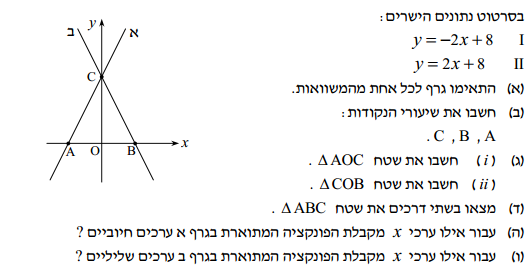 בסרטוט נתונים הישרים:
I y = −2x + 8
II y = 2x + 8
(א) התאימו גרף לכל אחת מהמשוואות.
(ב) חשבו את שיעורי הנקודות:
A , B , C .
(ג) (i) חשבו את שטח ΔAOC .
(ii) חשבו את שטח ΔCOB .
(ד) מצאו בשתי דרכים את שטח ΔABC .
(ה) עבור אילו ערכי x מקבלת הפונקציה המתוארת בגרף א ערכים חיוביים ?
(ו) עבור אילו ערכי x מקבלת הפונקציה המתוארת בגרף ב ערכים שליליים ?
ב y א
C
A O B x